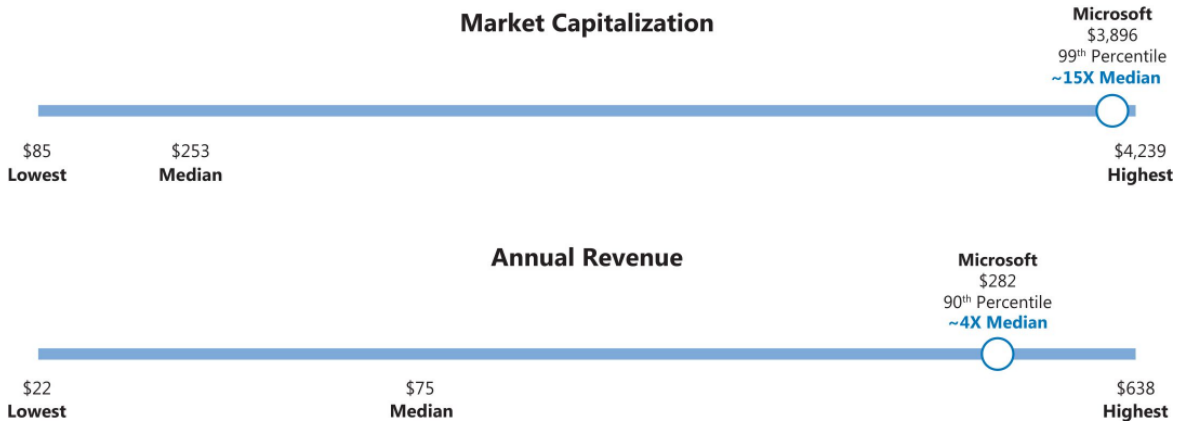 Market Capitalization
Microsoft
$3,896
99th Percentile
~15X Median
$85
Lowest
$253
Median
$4,239
Highest
Annual Revenue
Microsoft
$282
90th Percentile
~4X Median
$22
Lowest
$75
Median
$638
Highest